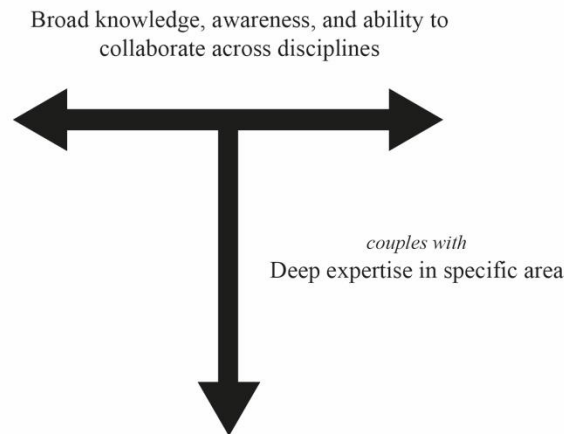 Broad knowledge, awareness, and ability to
collaborate across disciplines
couples with
Deep expertise in specific area